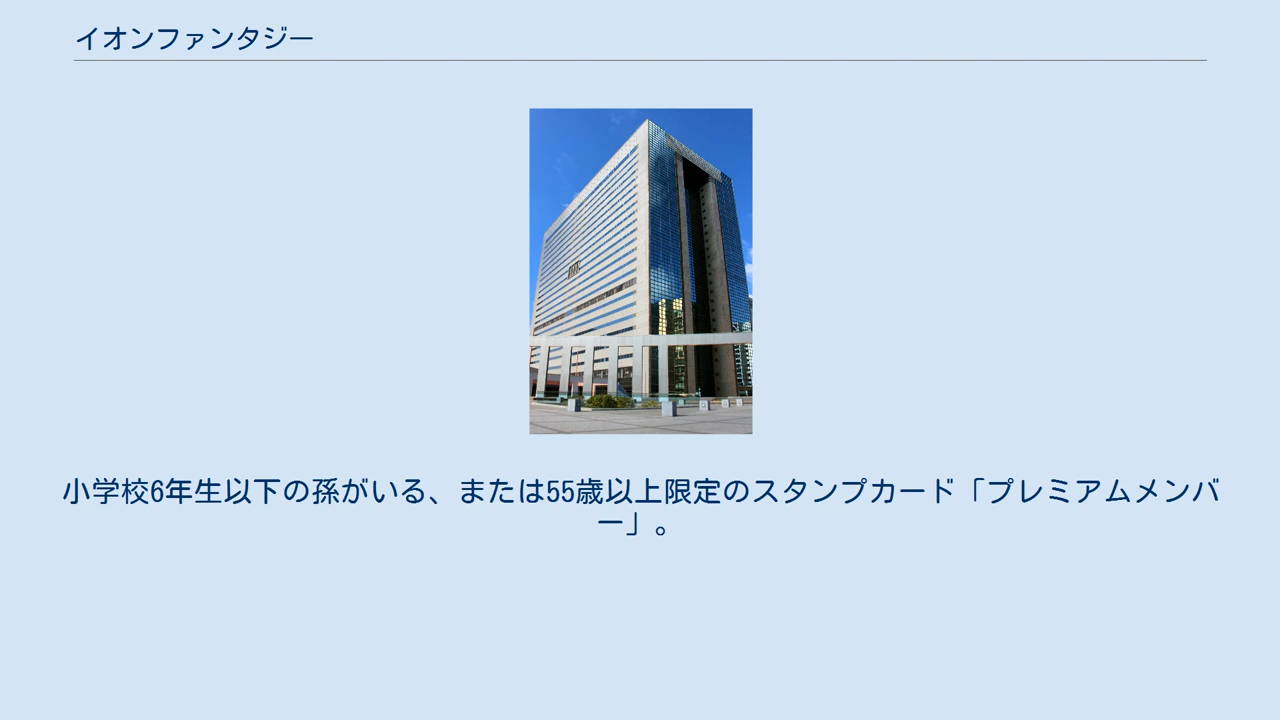 イオンファンタジー
小学校6年生以下の孫がいる、または55歳以上限定のスタンプカード「プレミアムメンバ
ー」。